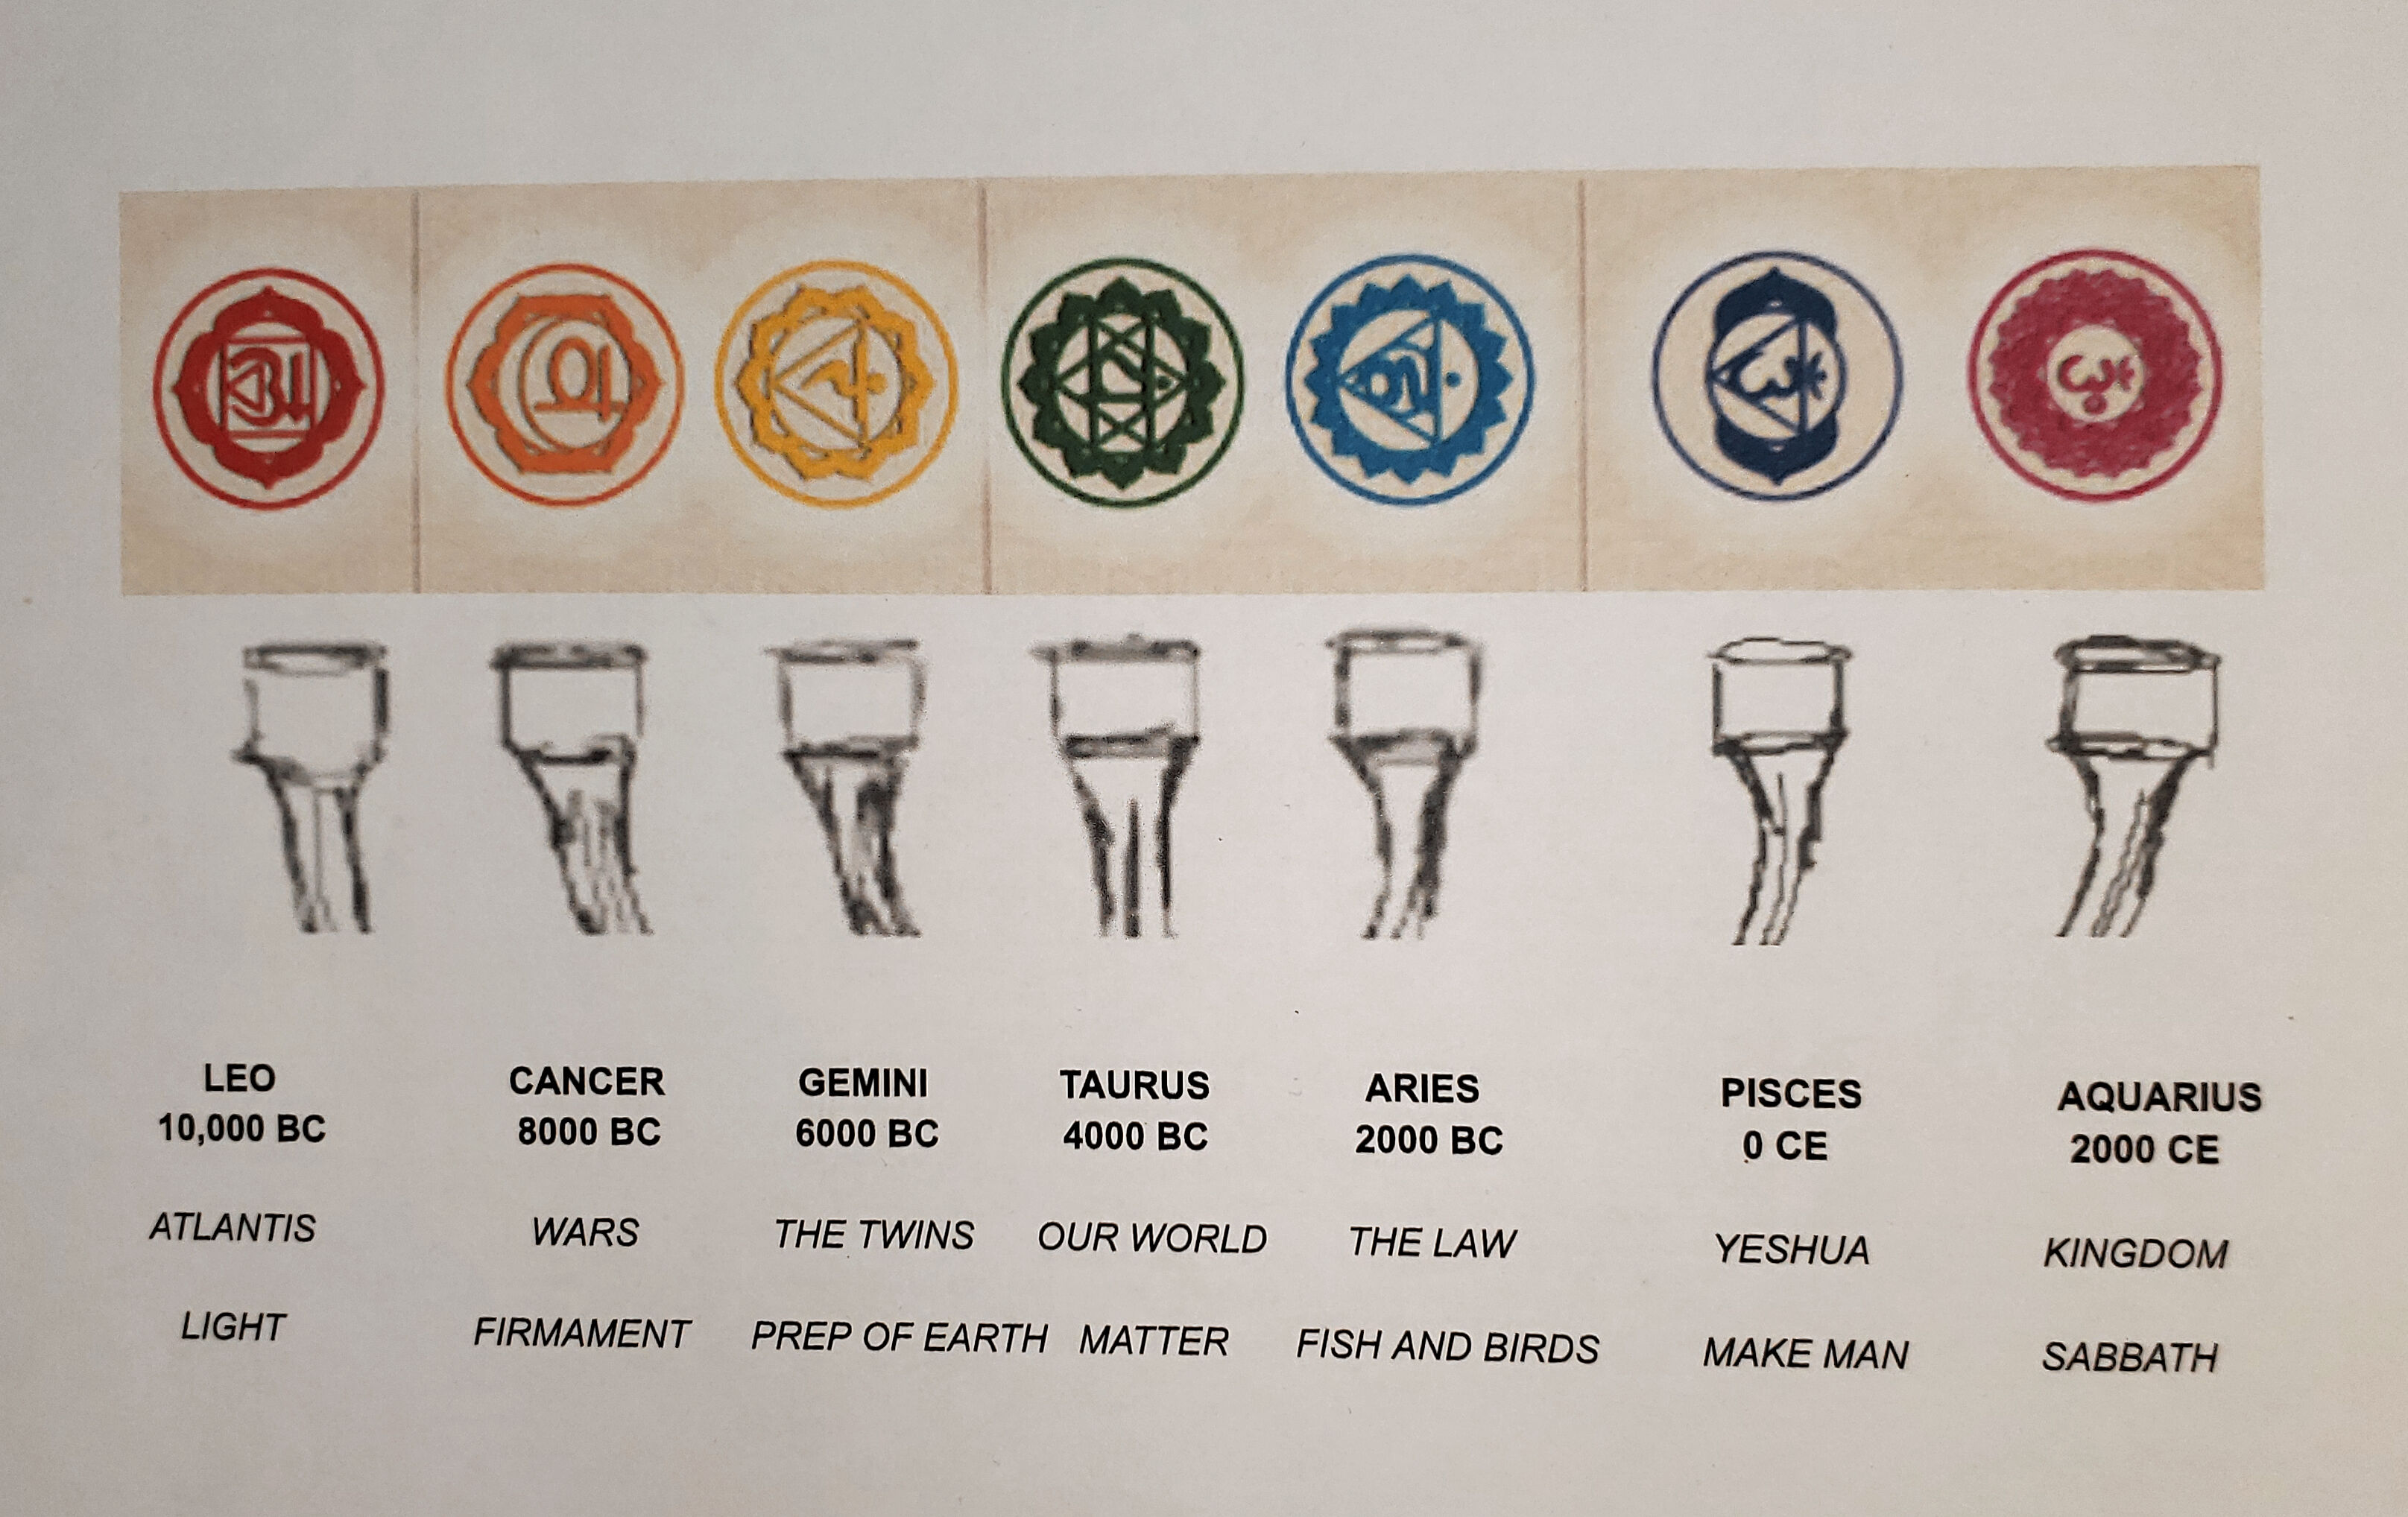 LEO CANCER GEMINI TAURUS ARIES PISCES AQUARIUS
10,000 BC 8000 BC 6000 BC 4000 BC 2000 BC 0 CE 2000 CE
ATLANTIS WARS THE TWINS OUR WORLD THE LAW YESHUA KINGDOM
LIGHT FIRMAMENT PREP OF EARTH MATTER FISH AND BIRDS MAKE MAN SABBATH